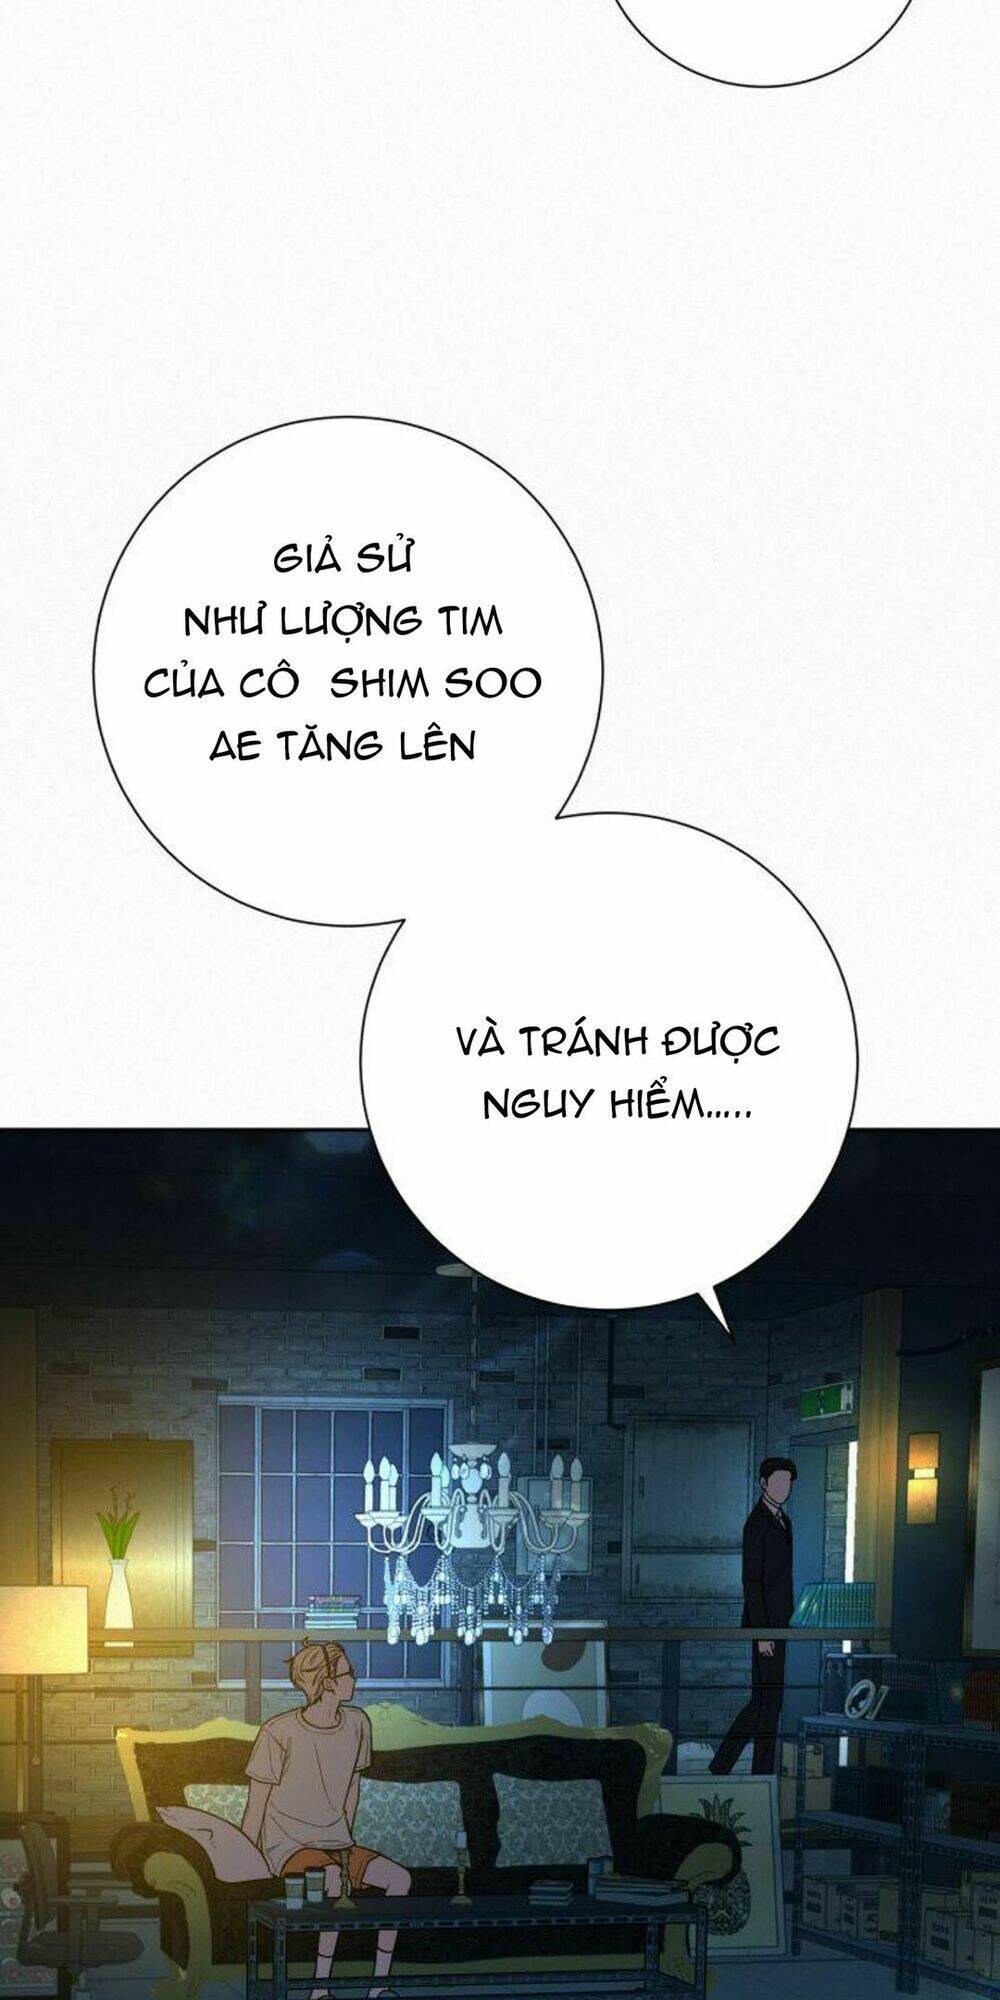 GIẢ SỬ
NHƯ LƯỢNG TIM
CỦA CÔ SHIM SOO
AE TĂNG LÊN
VÀ TRÁNH ĐƯỢC
NGUY HIỂM.....